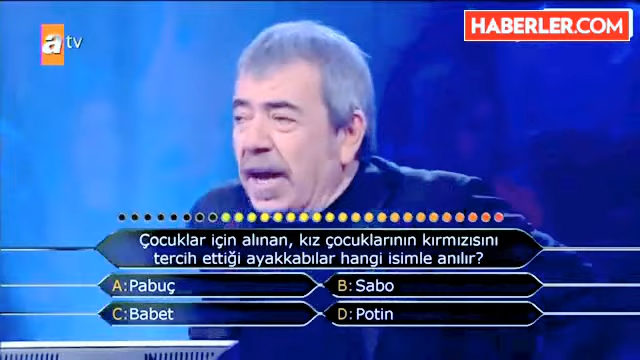 atv
HABERLER.COM
Çocuklar için alınan, kız çocuklarının kırmızısını
tercih ettiği ayakkabılar hangi isimle anılır?
A:Pabuç
B:Sabo
C:Babet
D:Potin